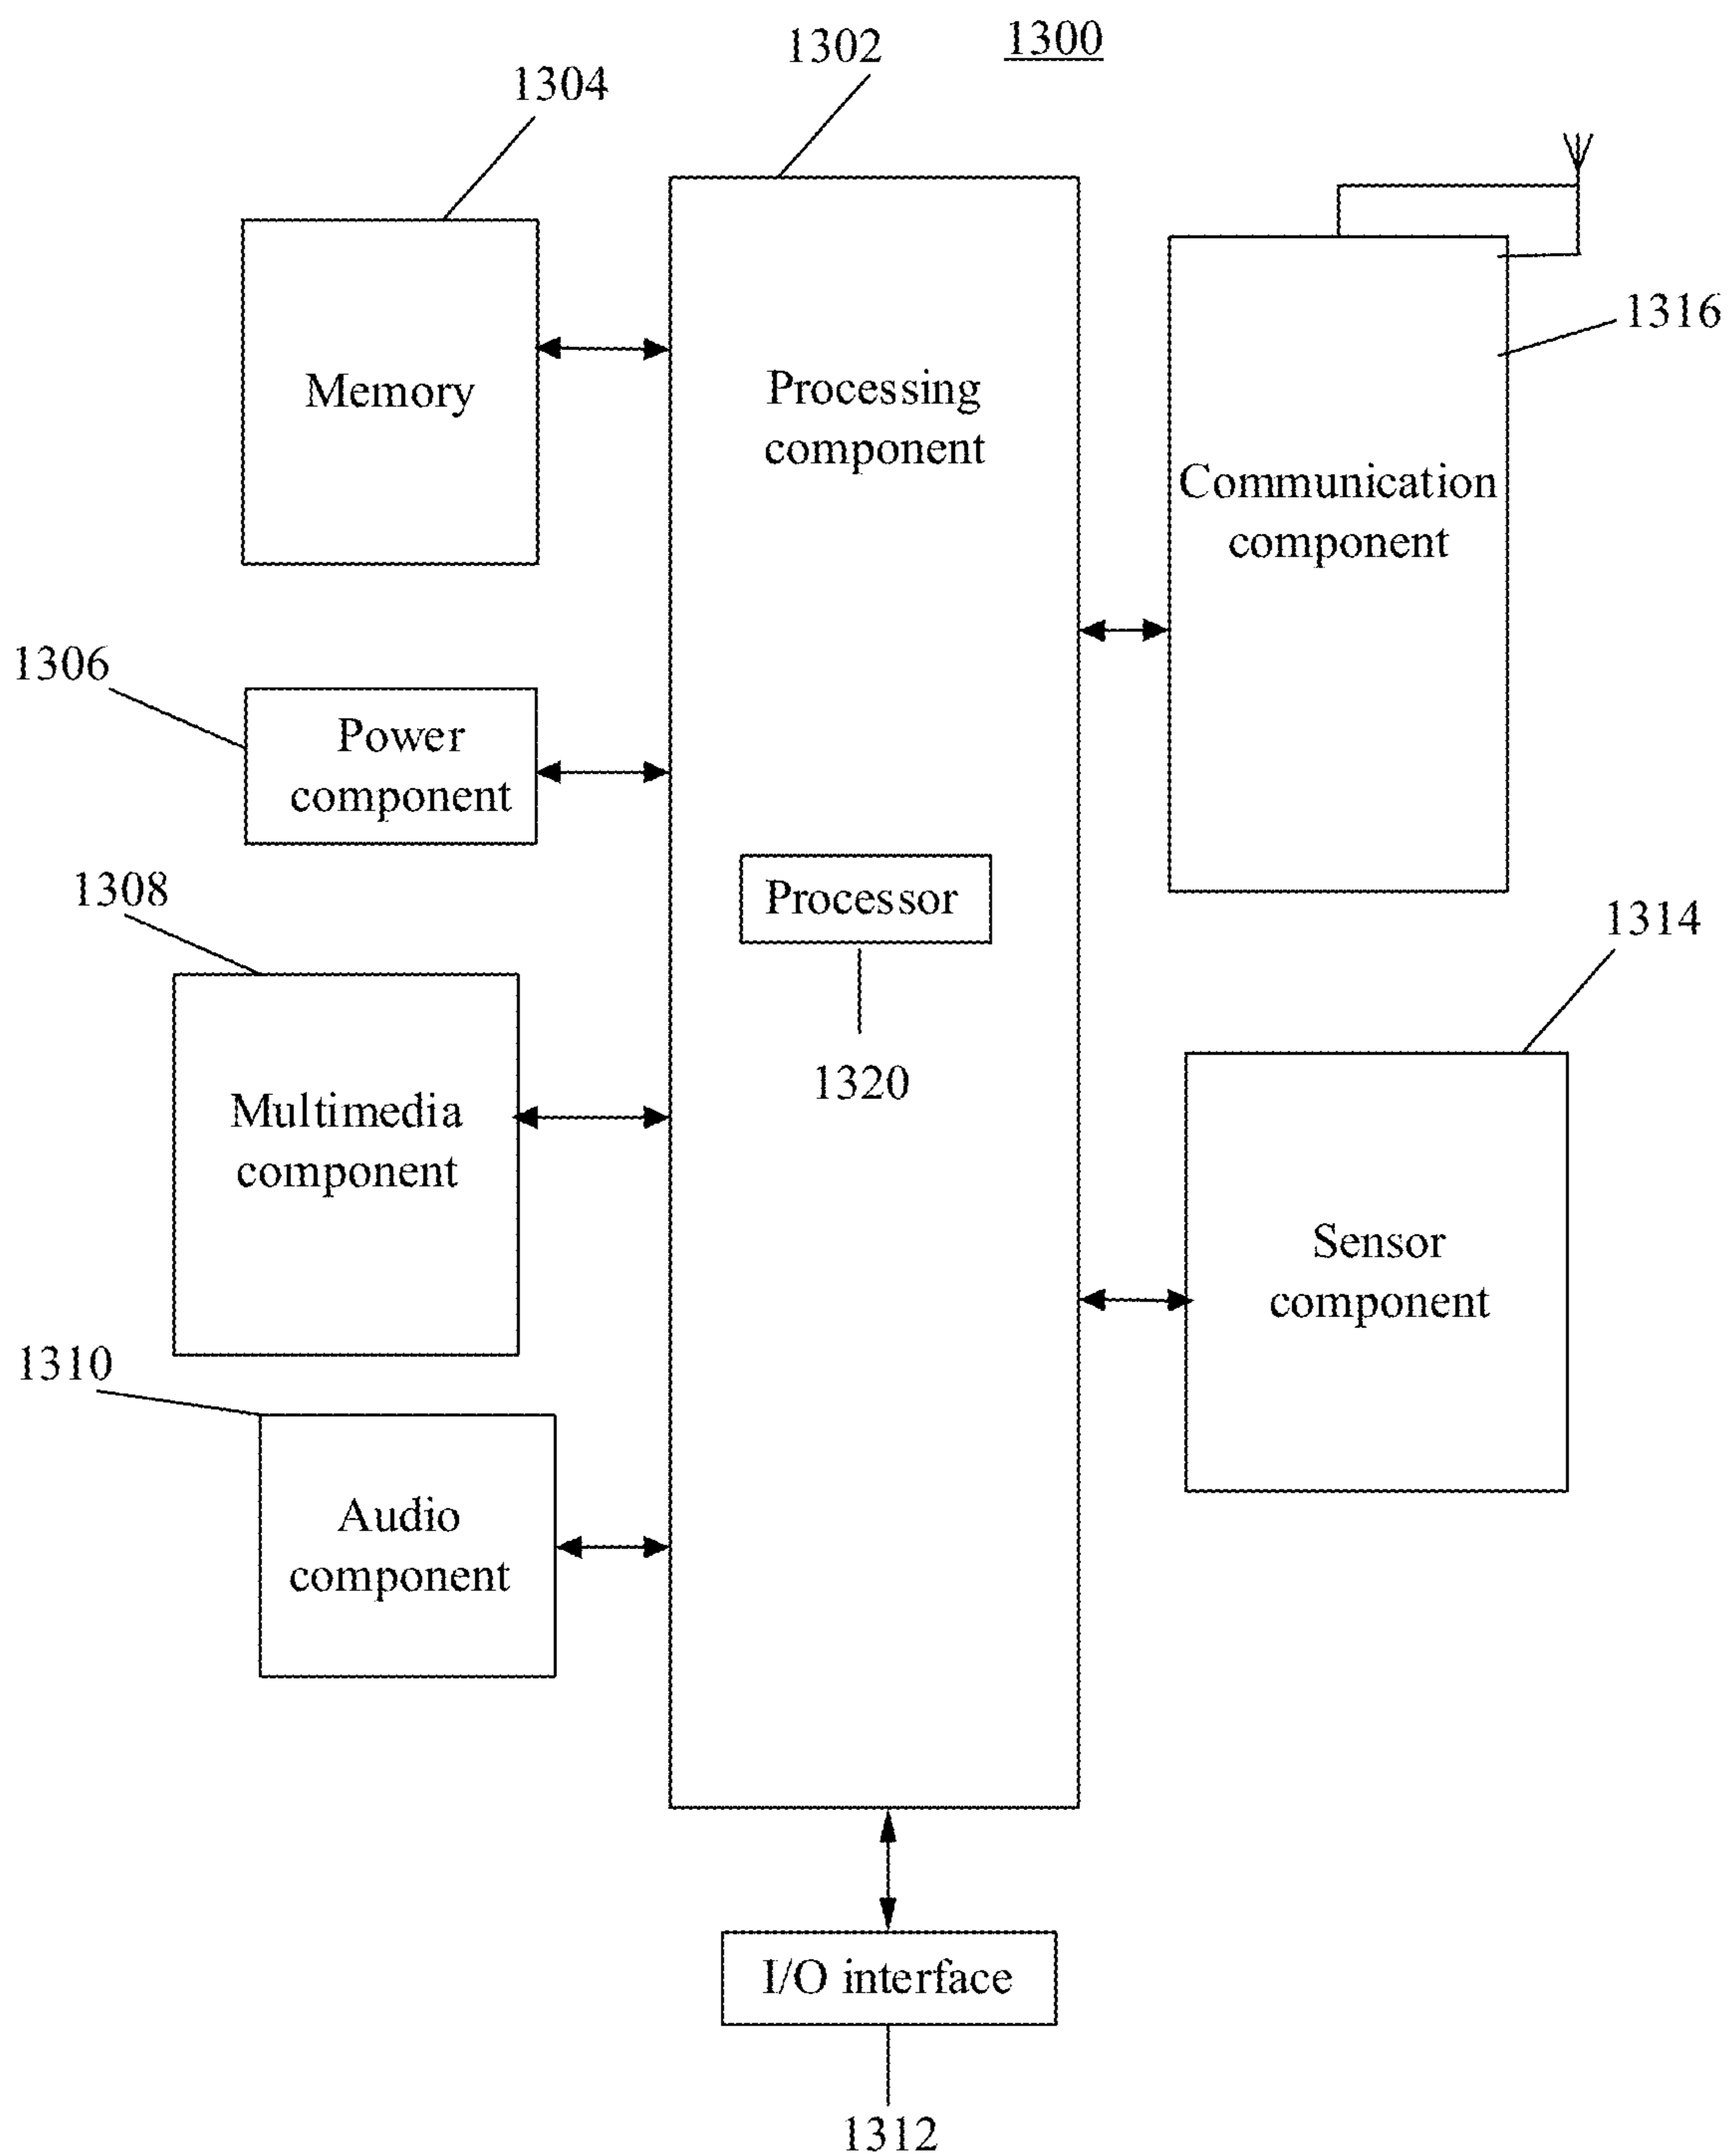 1300
1302
1304
Memory
Processing
component
1316
Communication
component
1306
Power
component
Processor
1320
1308
Multimedia
component
1314
Sensor
component
1310
Audio
component
I/O interface
1312